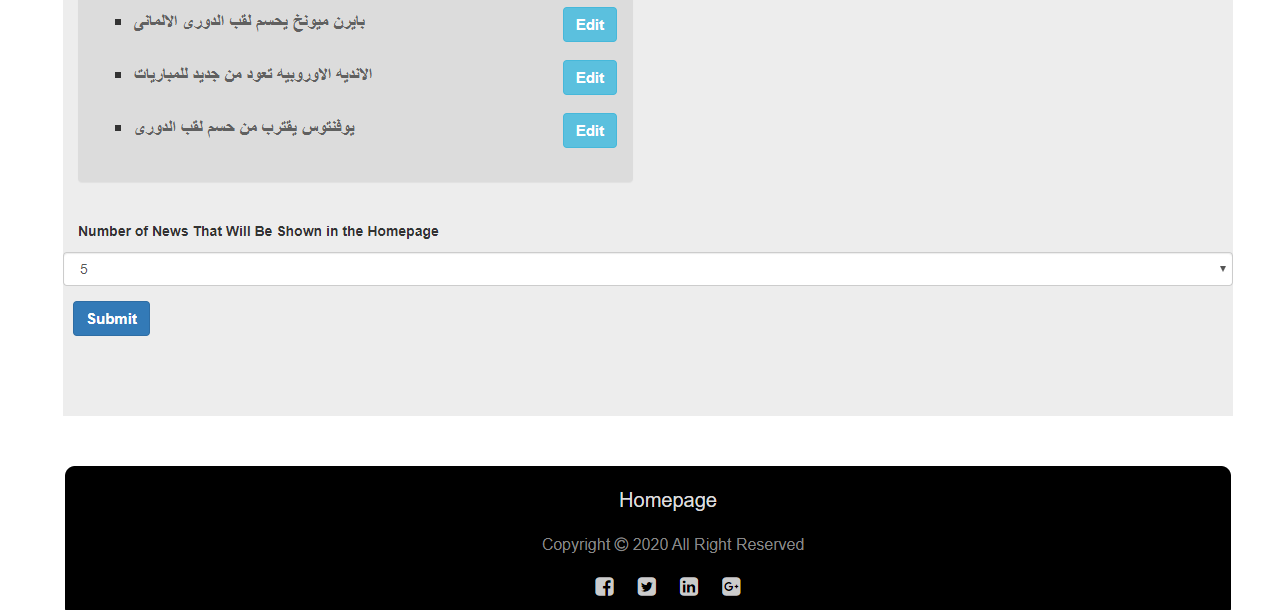 بايرن ميونخ يحسم لقب الدورى الالمانى
Edit
الانديه الاوروبيه تعود من جديد للمباريات
Edit
يوفنتوس يقترب من حسم لقب الدورى
Edit
Number of News That Will Be Shown in the Homepage
5
Submit
Homepage
Copyright © 2020 All Right Reserved